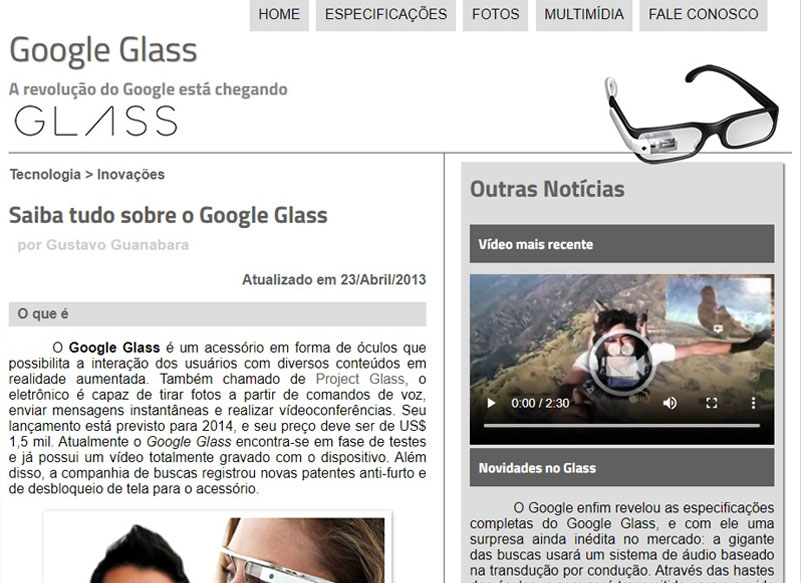 HOME
ESPECIFICAÇÕES
FOTOS
MULTIMÍDIA
FALE CONOSCO
Google Glass
A revolução do Google está chegando
GLASS
Tecnologia > Inovações
Saiba tudo sobre o Google Glass
por Gustavo Guanabara
Atualizado em 23/Abril/2013
O que é
O Google Glass é um acessório em forma de óculos que
possibilita a interação dos usuários com diversos conteúdos em
realidade aumentada. Também chamado de Project Glass, o
eletrônico é capaz de tirar fotos a partir de comandos de voz,
enviar mensagens instantâneas e realizar vídeoconferências. Seu
lançamento está previsto para 2014, e seu preço deve ser de US$
1,5 mil. Atualmente o Google Glass encontra-se em fase de testes
e já possui um vídeo totalmente gravado com o dispositivo. Além
disso, a companhia de buscas registrou novas patentes anti-furto e
de desbloqueio de tela para o acessório.
Outras Notícias
Vídeo mais recente
0:00 / 2:30
Novidades no Glass
O Google enfim revelou as especificações
completas do Google Glass, e com ele uma
surpresa ainda inédita no mercado: a gigante
das buscas usará um sistema de áudio baseado
na transdução por condução. Através das hastes